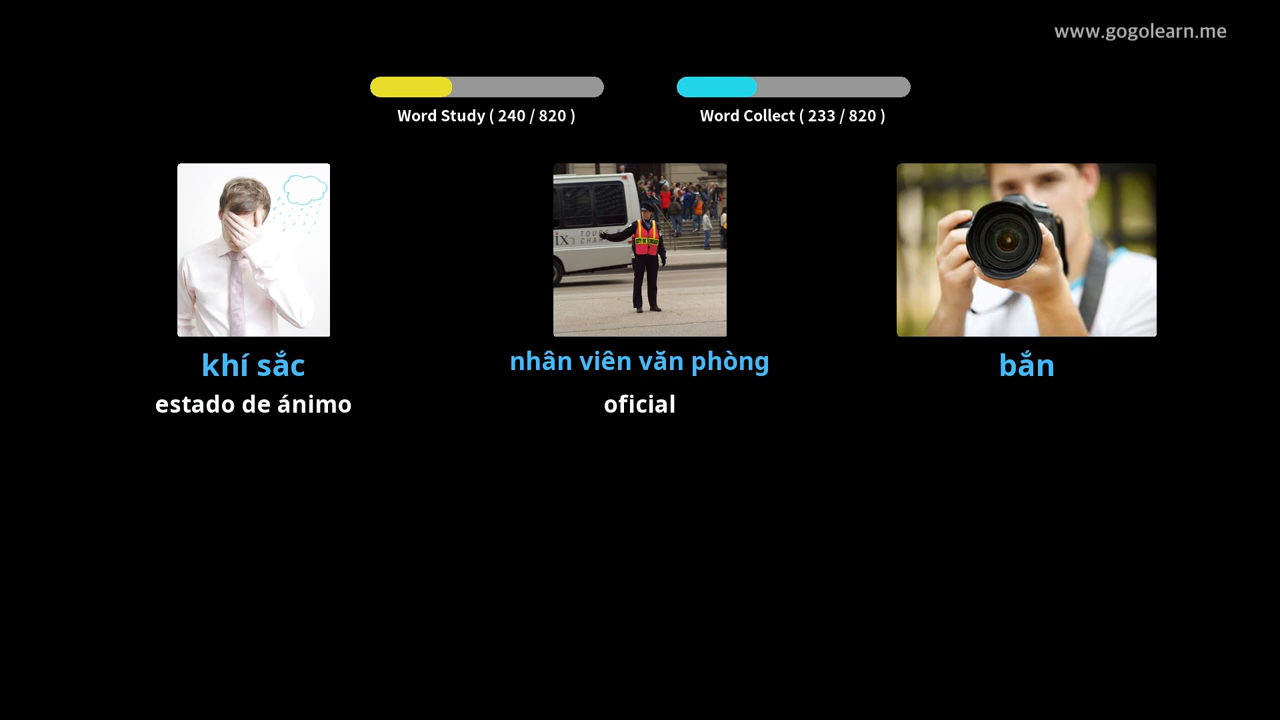 www.gogolearn.me
Word Study ( 240 / 820 )
Word Collect ( 233 / 820 )
khí sắc
nhân viên văn phòng
bắn
estado de ánimo
oficial